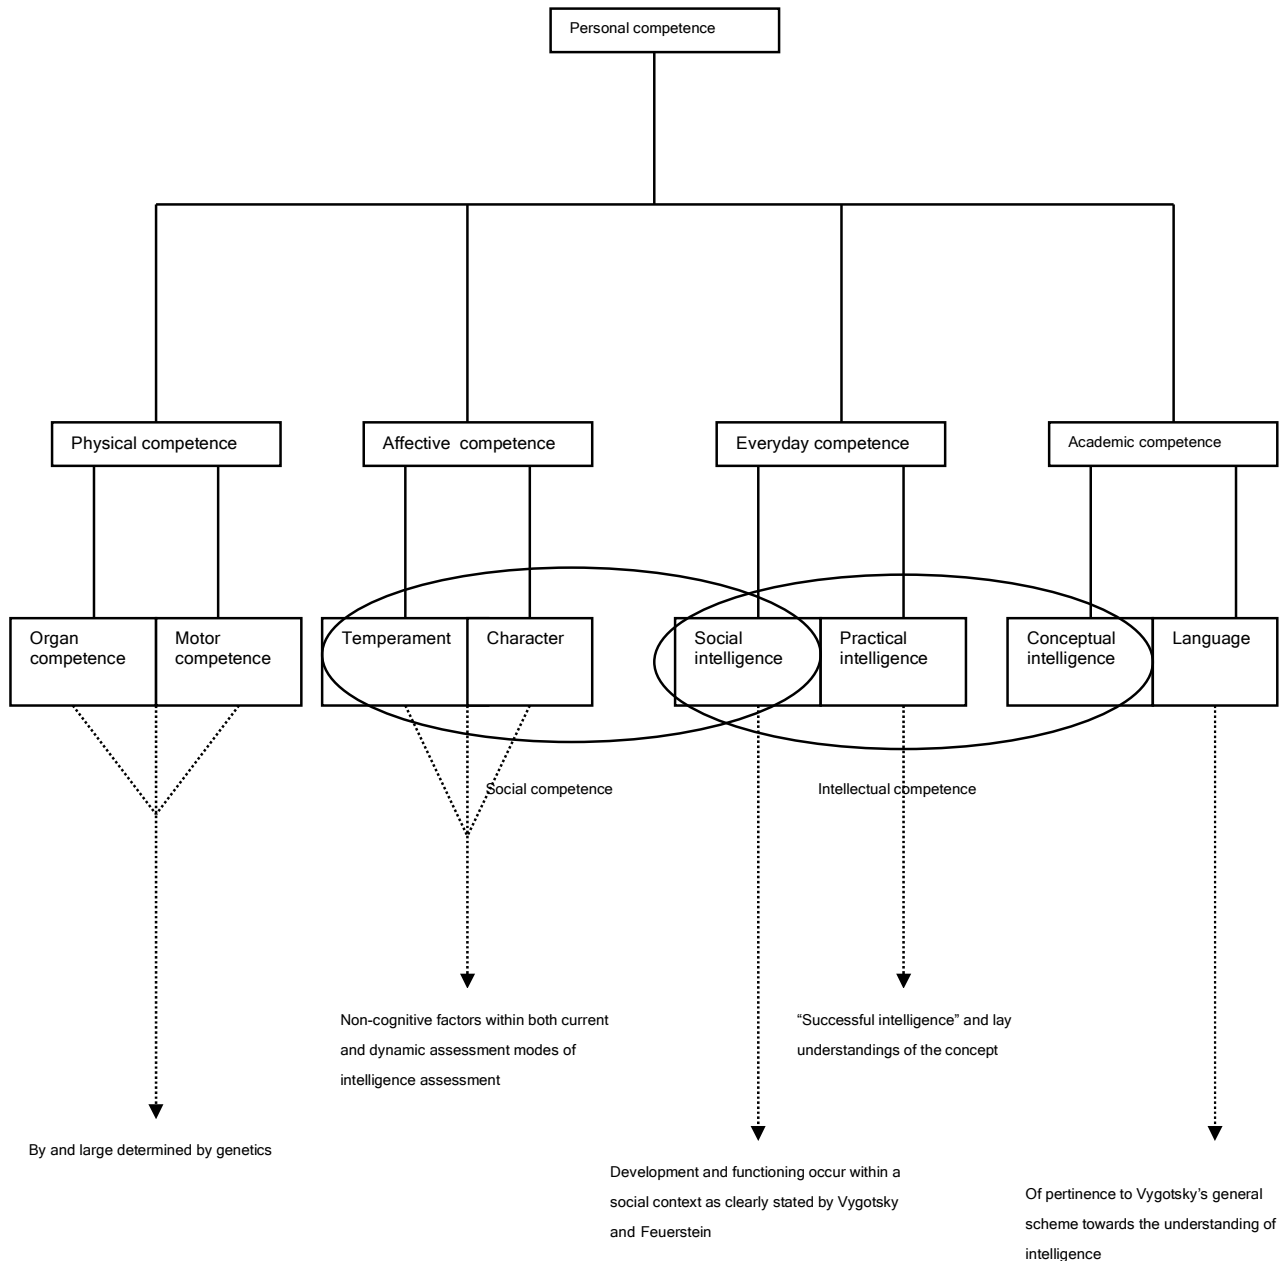 Personal competence
Physical competence
Affective competence
Everyday competence
Academic competence
Organ
competence
Motor
competence
Temperament
Character
Social
intelligence
Practical
intelligence
Conceptual
intelligence
Language
Social competence
Intellectual competence
Non-cognitive factors within both current
and dynamic assessment modes of
intelligence assessment
“Successful intelligence” and lay
understandings of the concept
By and large determined by genetics
Development and functioning occur within a
social context as clearly stated by Vygotsky
and Feuerstein
Of pertinence to Vygotsky’s general
scheme towards the understanding of
intelligence